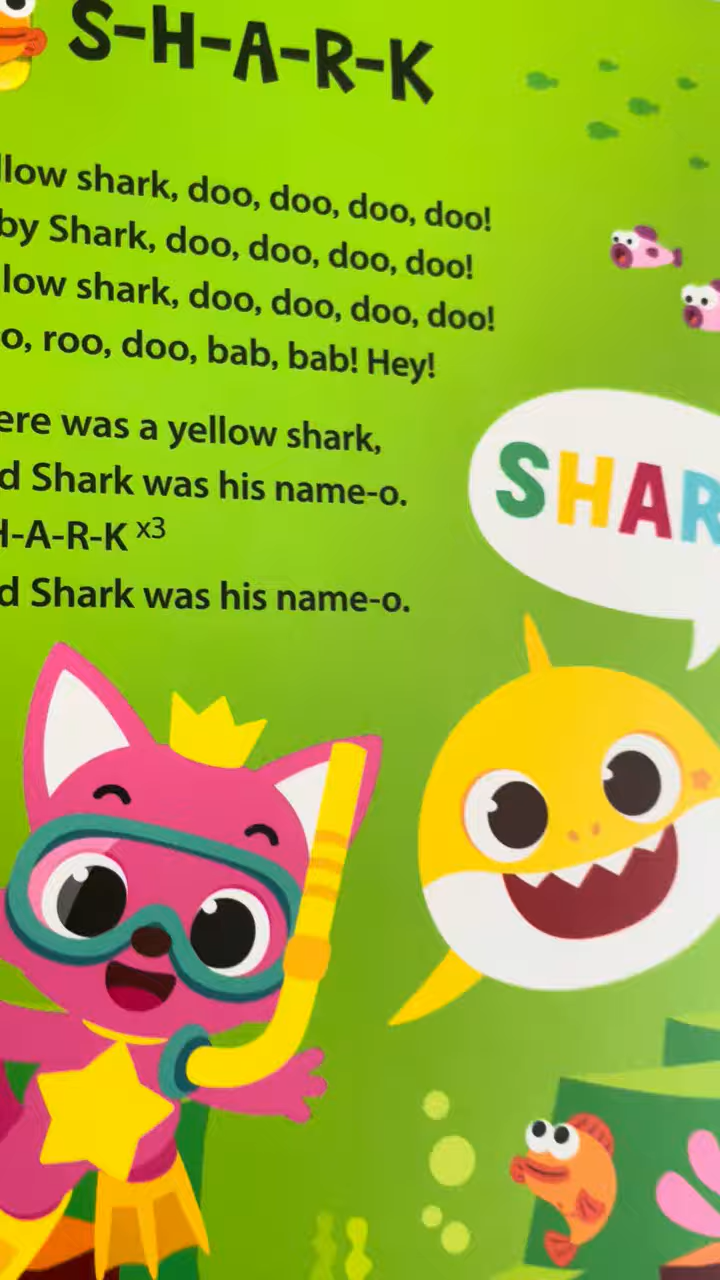 S-H-A-R-K
llow shark, doo, doo, doo, doo!
by Shark, doo, doo, doo, doo!
low shark, doo, doo, doo, doo!
o, roo, doo, bab, bab! Hey!
ere was a yellow shark,
d Shark was his name-o.
H-A-R-K x3
d Shark was his name-o.
SHAR